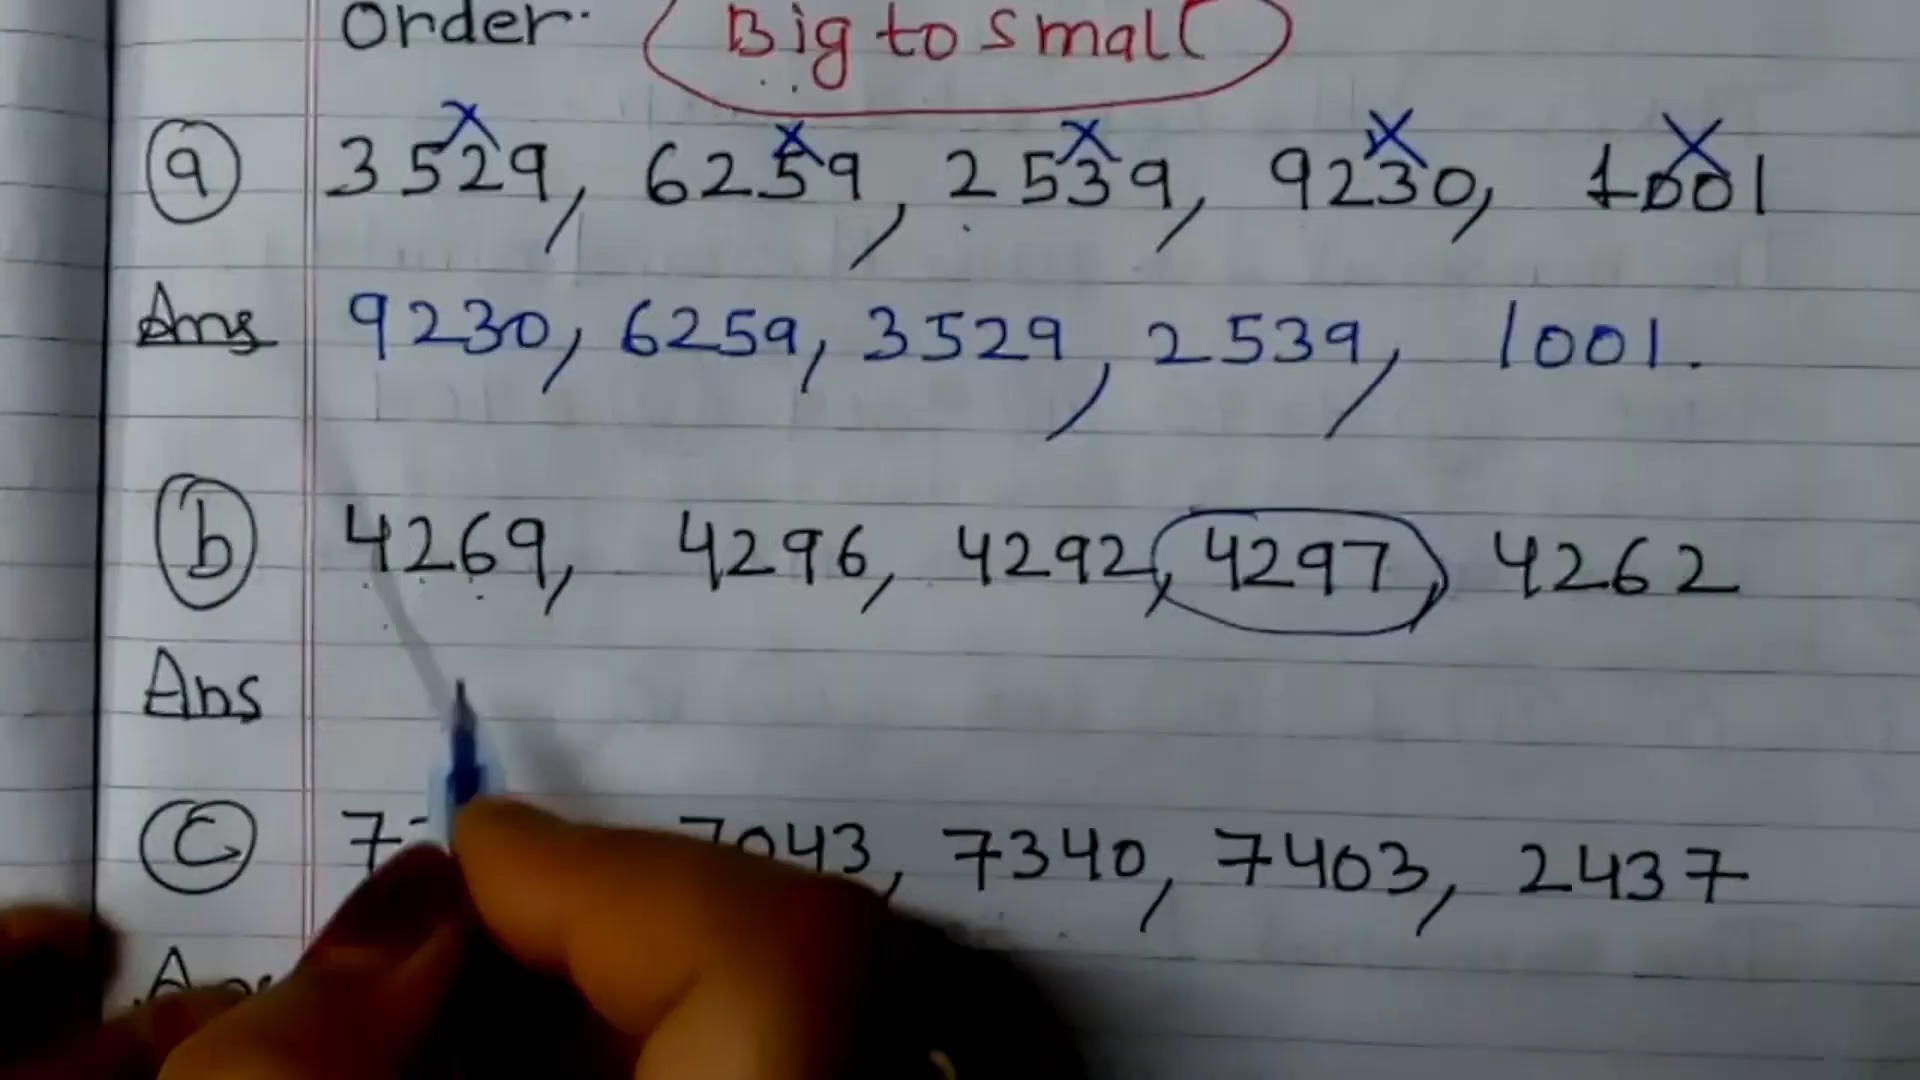 Order. Big to small
a 3529, 6259, 2539, 9230, 1001
Ans 9230, 6259, 3529, 2539, 1001.
b 4269, 4296, 4292, 4297, 4262
Ans
c 7043, 7340, 7403, 2437